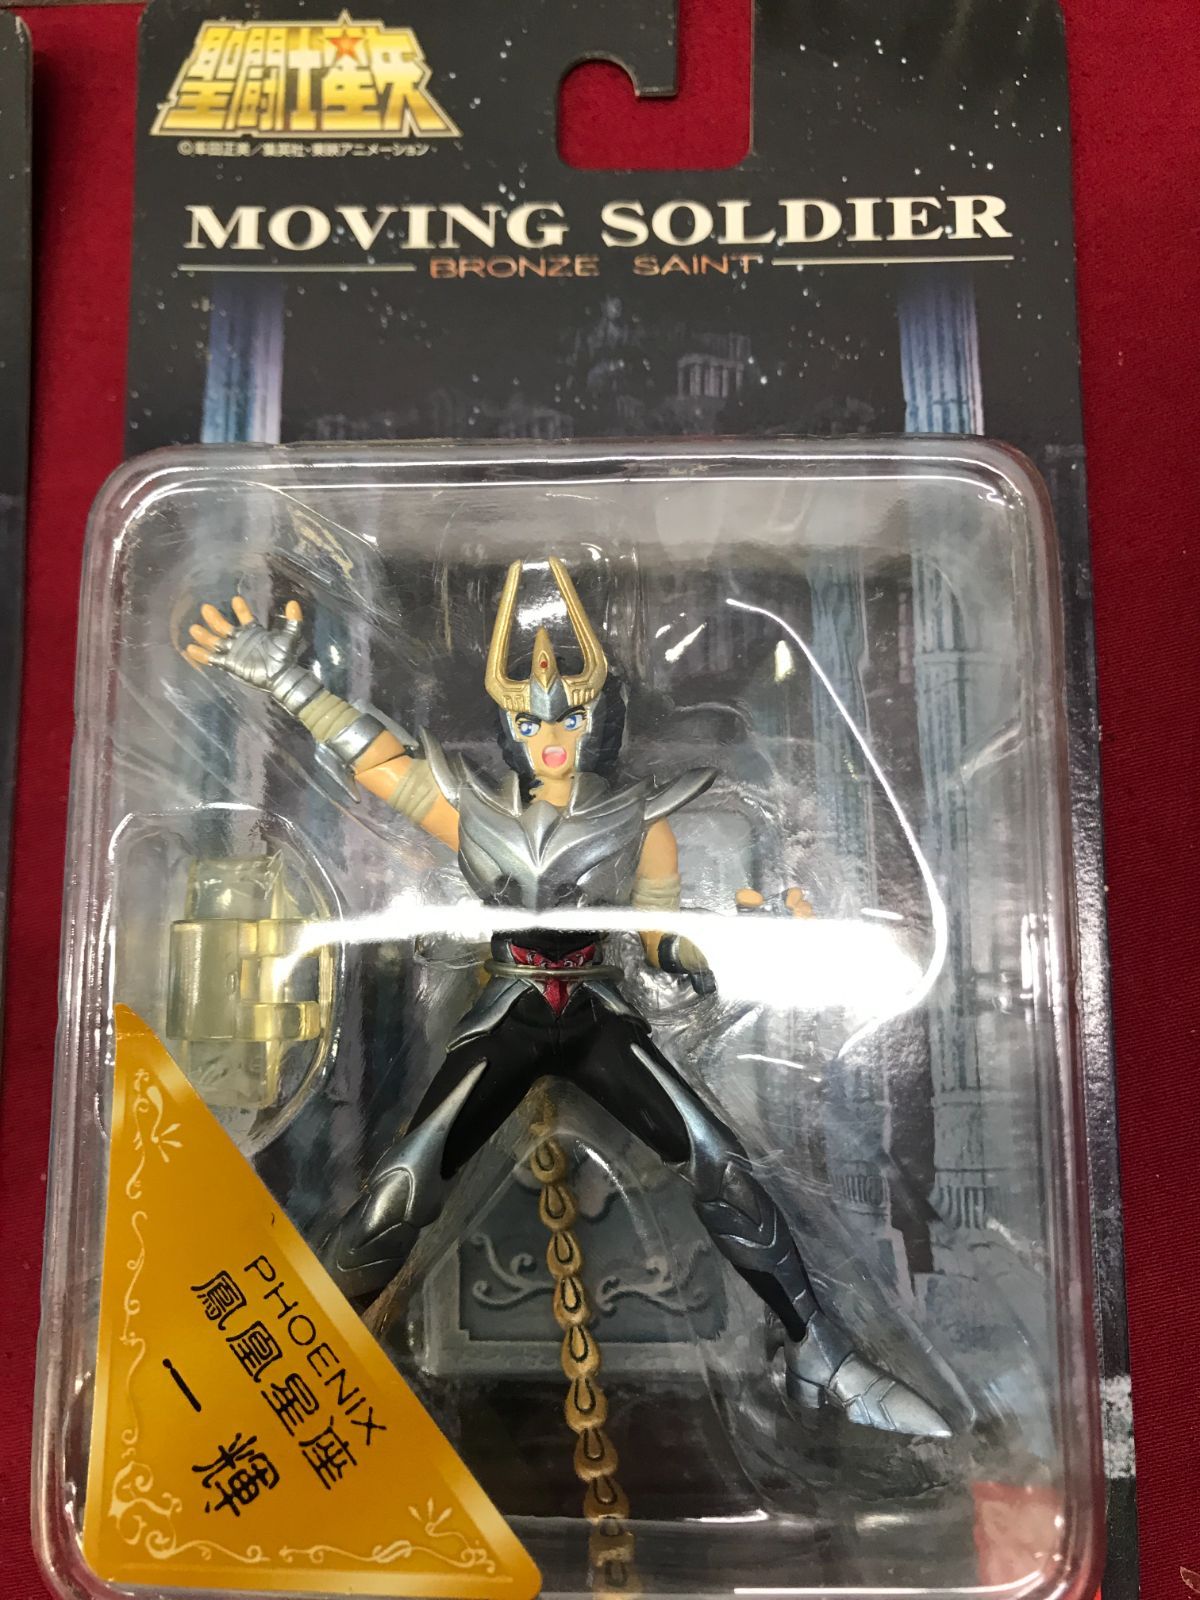 聖闘士星矢
©車田正美／集英社・東映アニメーション
MOVING SOLDIER
BRONZE SAINT
PHOENIX
鳳凰星座
一輝